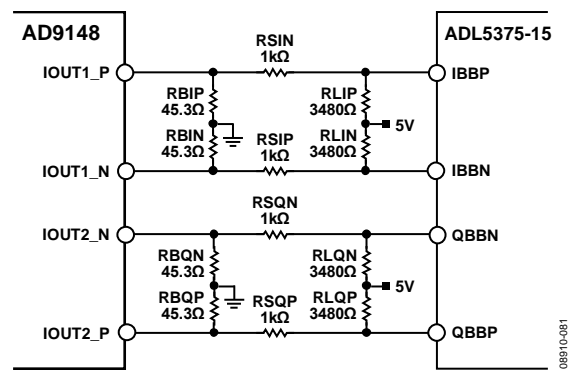 AD9148
ADL5375-15
IOUT1_P
RSIN
1kΩ
IBBP
RBIP
45.3Ω
RLIP
3480Ω
5V
RBIN
45.3Ω
RSIP
1kΩ
RLIN
3480Ω
IOUT1_N
IBBN
IOUT2_N
RSQN
1kΩ
QBBN
RBQN
45.3Ω
RLQN
3480Ω
5V
RBQP
45.3Ω
RSQP
1kΩ
RLQP
3480Ω
IOUT2_P
QBBP
08910-081